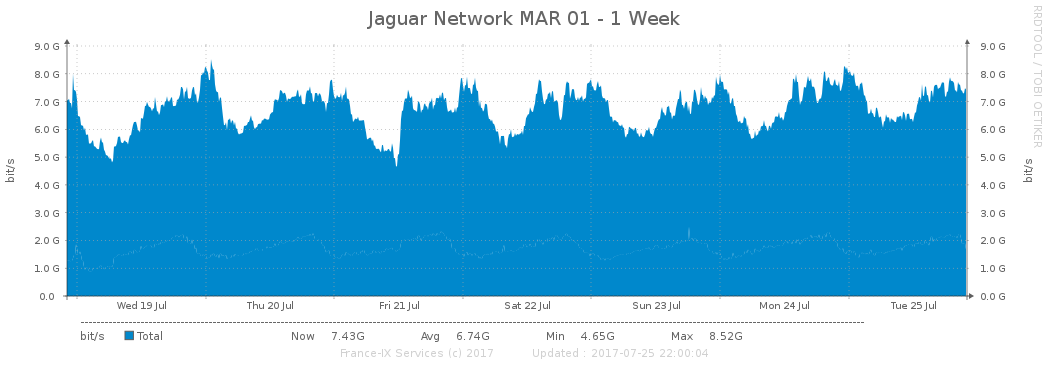 Jaguar Network MAR 01 - 1 Week
RRDTOOL / TOBI OETIKER
9.0 G 9.0 G
8.0 G 8.0 G
7.0 G 7.0 G
6.0 G 6.0 G
5.0 G 5.0 G
bit/s bit/s
4.0 G 4.0 G
3.0 G 3.0 G
2.0 G 2.0 G
1.0 G 1.0 G
0.0 0.0 G
Wed 19 Jul Thu 20 Jul Fri 21 Jul Sat 22 Jul Sun 23 Jul Mon 24 Jul Tue 25 Jul
bit/s Total Now 7.43G Avg 6.74G Min 4.65G Max 8.52G
France-IX Services (c) 2017 Updated : 2017-07-25 22:00:04